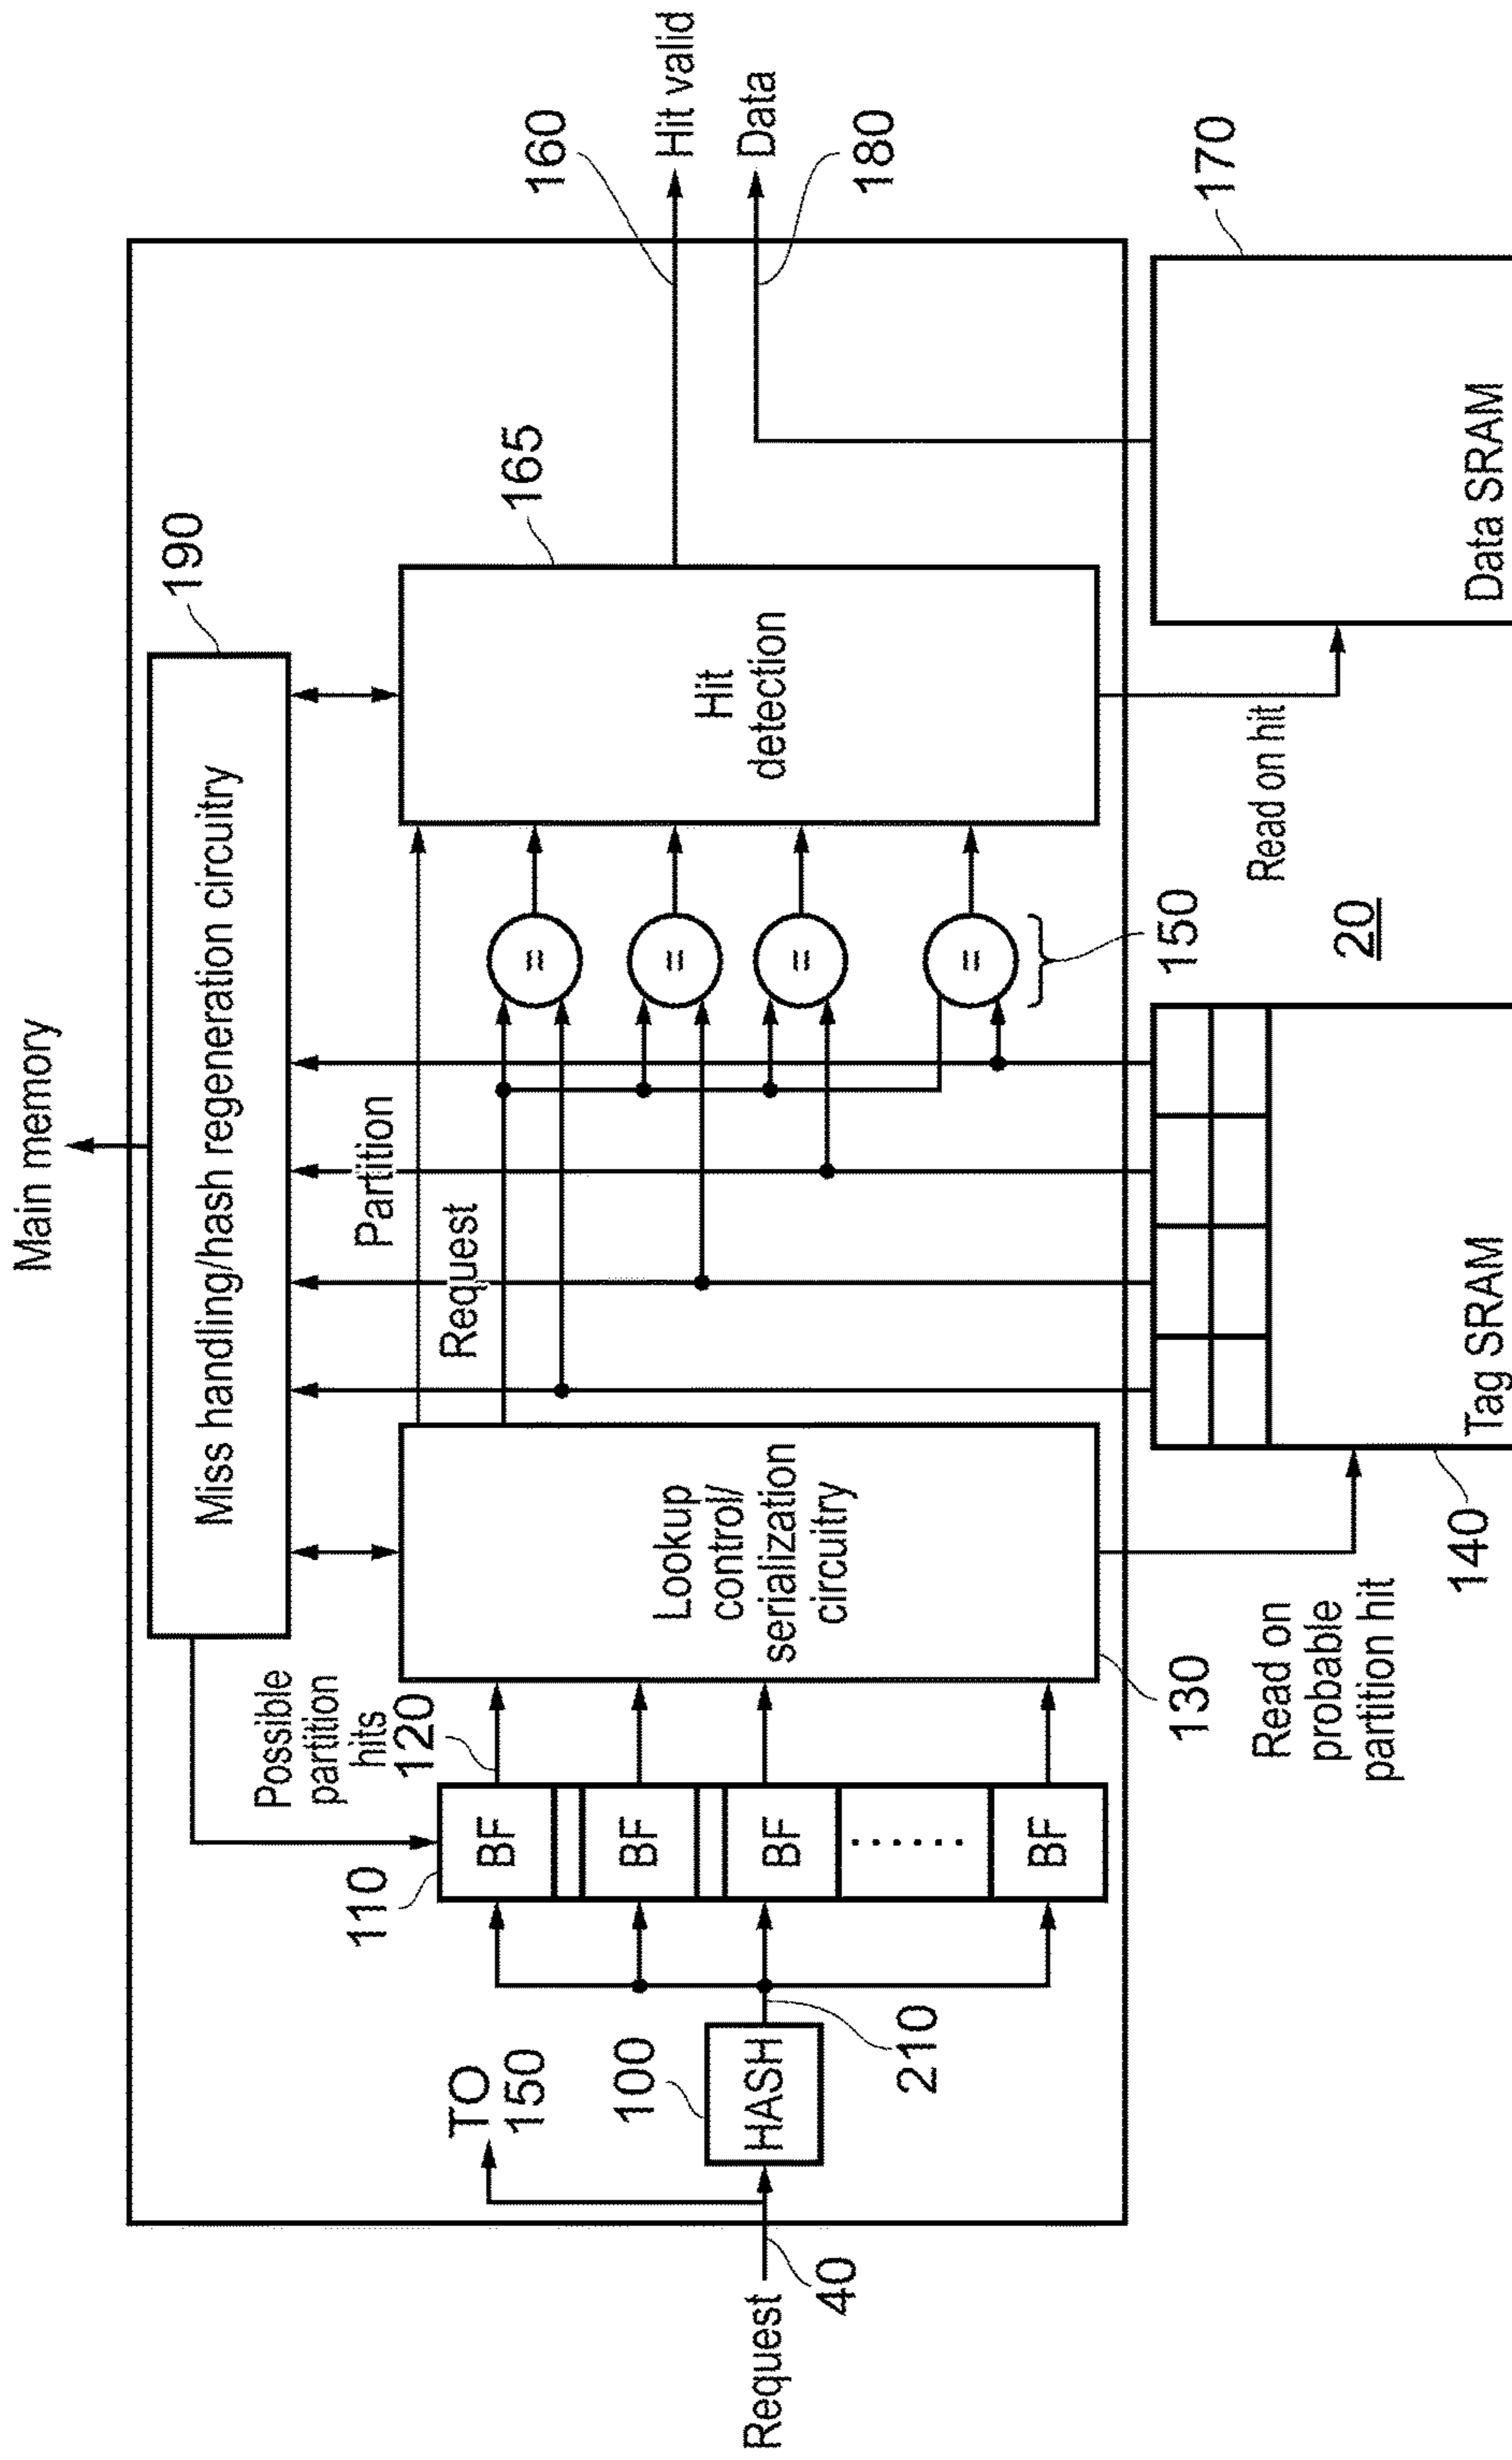 Main memory
190
Miss handling/hash regeneration circuitry
Possible
partition
hits
120
Partition
Request
110
BF
BF
BF
......
BF
TO
150
100
HASH
210
Request
40
Lookup
control/
serialization
circuitry
130
=
=
=
=
150
Hit
detection
165
160
Hit valid
Data
180
Read on
probable
partition hit
140
Tag SRAM
20
Read on hit
170
Data SRAM